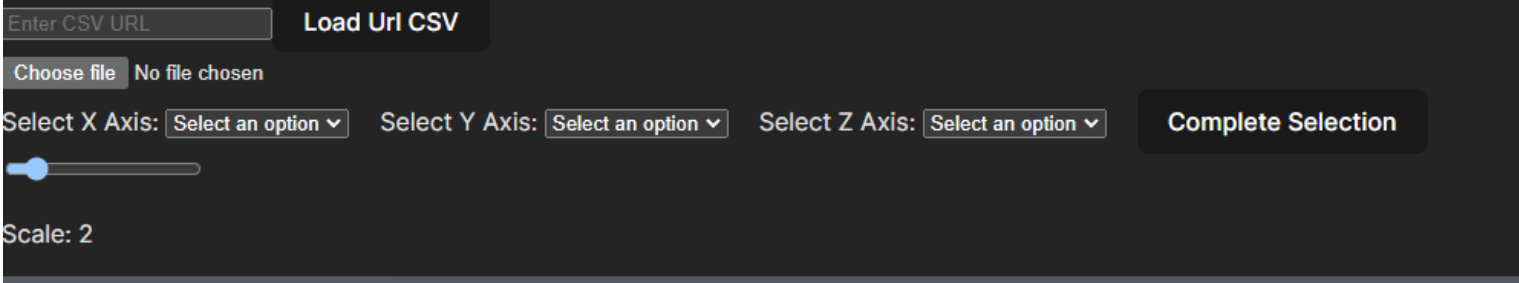 Enter CSV URL Load Url CSV
Choose file No file chosen
Select X Axis: Select an option Select Y Axis: Select an option Select Z Axis: Select an option Complete Selection
Scale: 2